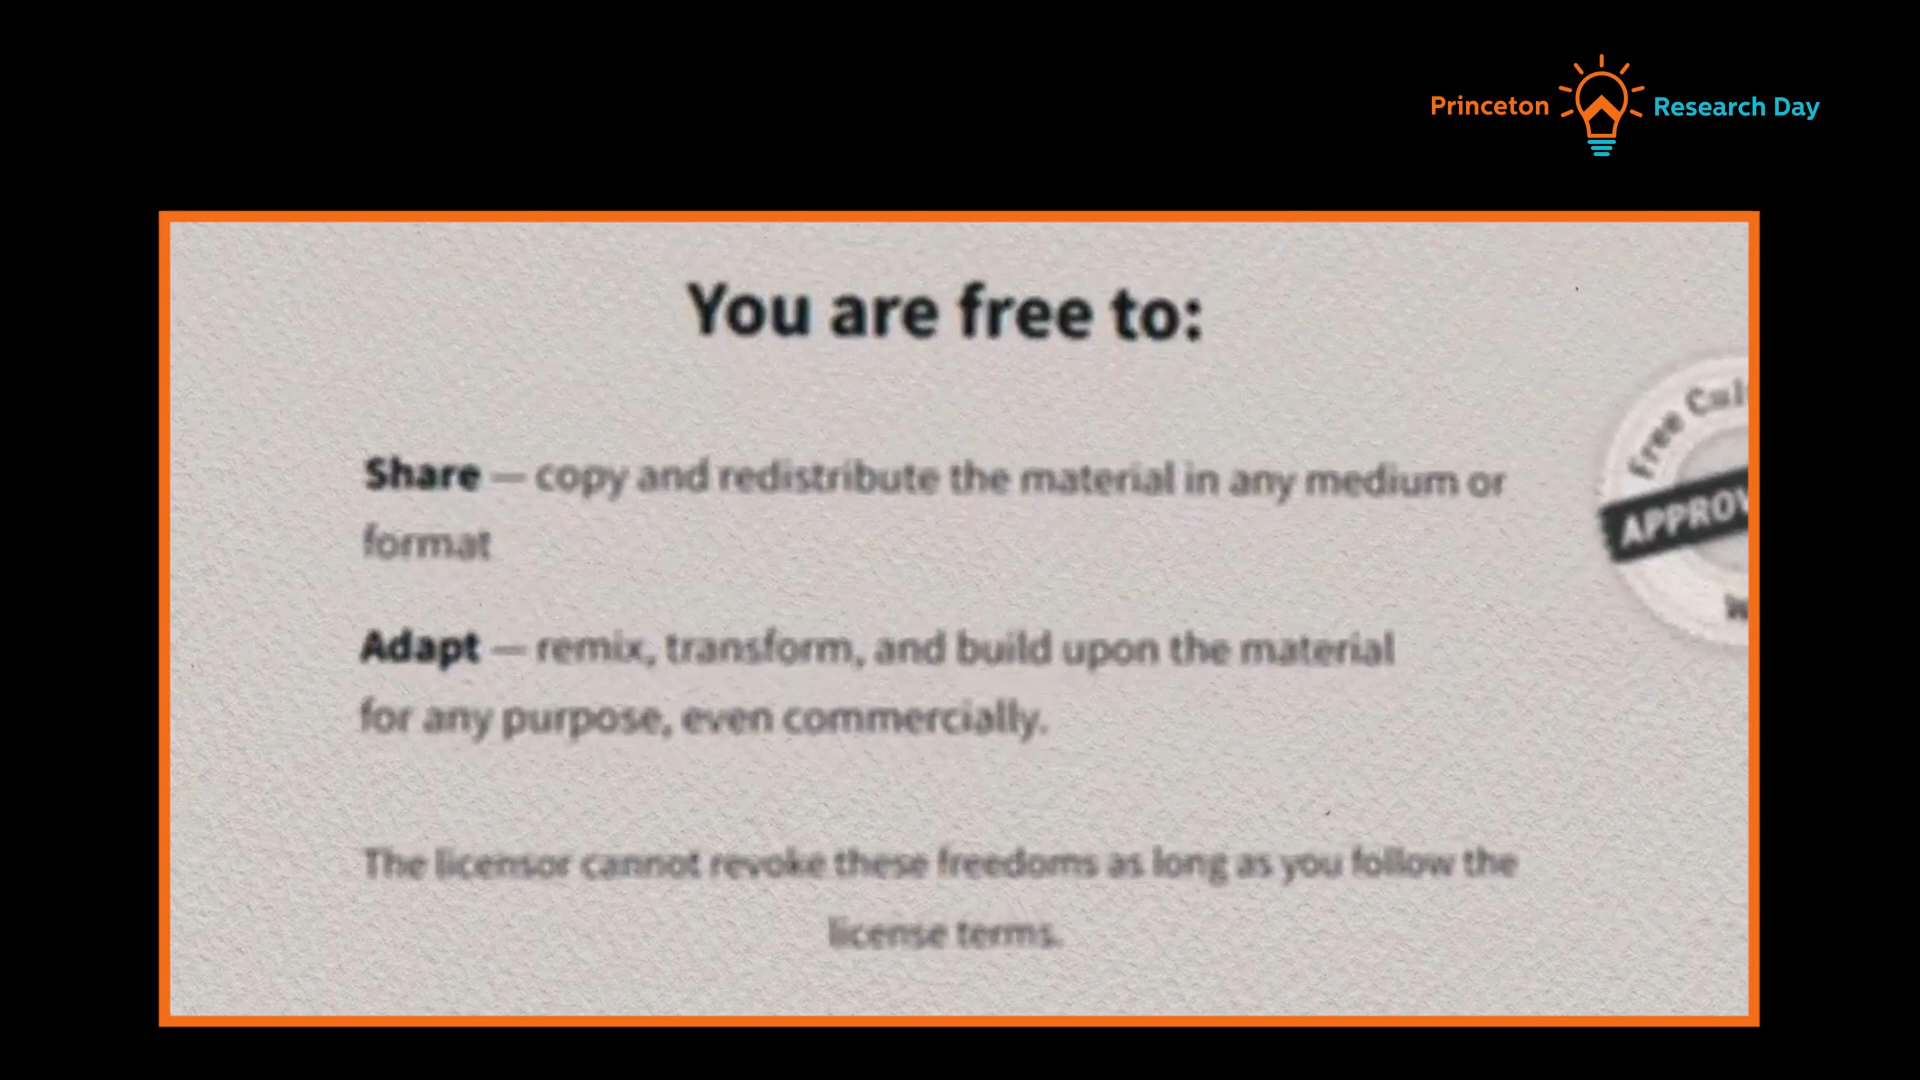 Princeton Research Day
You are free to:
Share — copy and redistribute the material in any medium or
format
Free Cul
APPROV
Adapt — remix, transform, and build upon the material
for any purpose, even commercially.
The licensor cannot revoke these freedoms as long as you follow the
license terms.